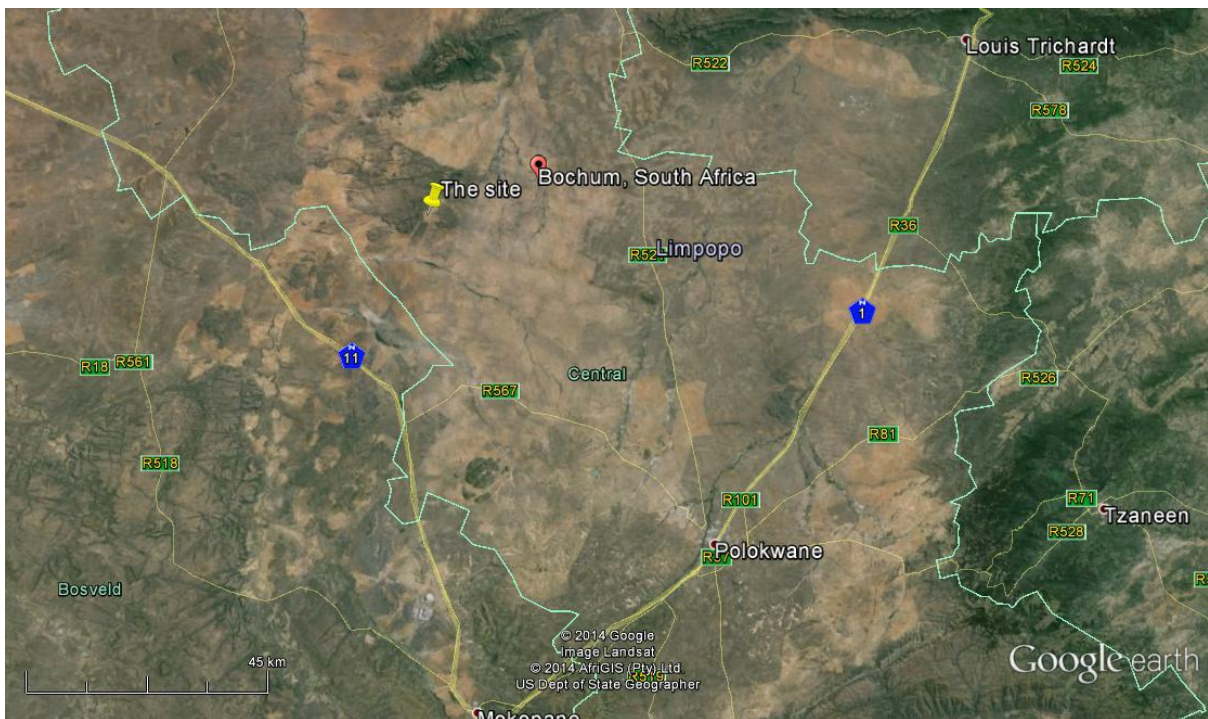 Louis Trichardt
R522
R524
R578
Bochum, South Africa
The site
R36
Limpopo
N
1
N
11
R18
R561
Central
R526
R567
R81
R518
R101
R71
Tzaneen
R528
Polokwane
Bosveld
© 2014 Google
Image Landsat
© 2014 AfriGIS (Pty) Ltd.
US Dept of State Geographer
45 km
Google earth
Mokopane